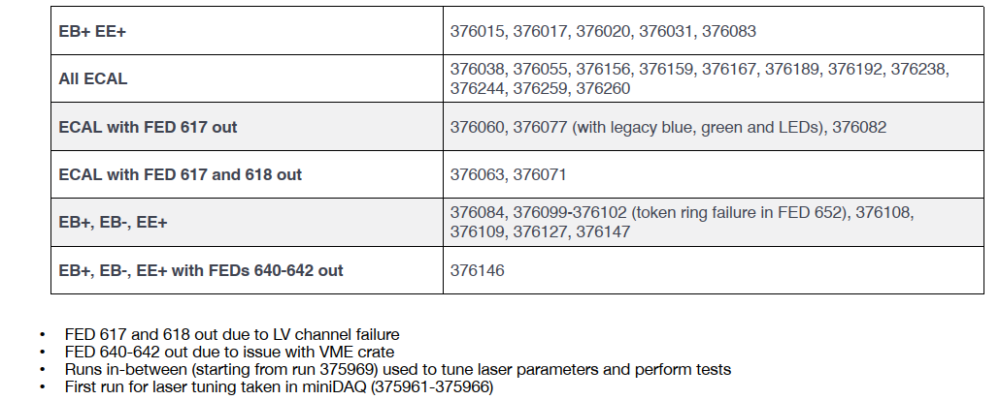 EB+ EE+
376015, 376017, 376020, 376031, 376083
All ECAL
376038, 376055, 376156, 376159, 376167, 376189, 376192, 376238,
376244, 376259, 376260
ECAL with FED 617 out
376060, 376077 (with legacy blue, green and LEDs), 376082
ECAL with FED 617 and 618 out
376063, 376071
EB+, EB-, EE+
376084, 376099-376102 (token ring failure in FED 652), 376108,
376109, 376127, 376147
EB+, EB-, EE+ with FEDs 640-642 out
376146
• FED 617 and 618 out due to LV channel failure
• FED 640-642 out due to issue with VME crate
• Runs in-between (starting from run 375969) used to tune laser parameters and perform tests
• First run for laser tuning taken in miniDAQ (375961-375966)